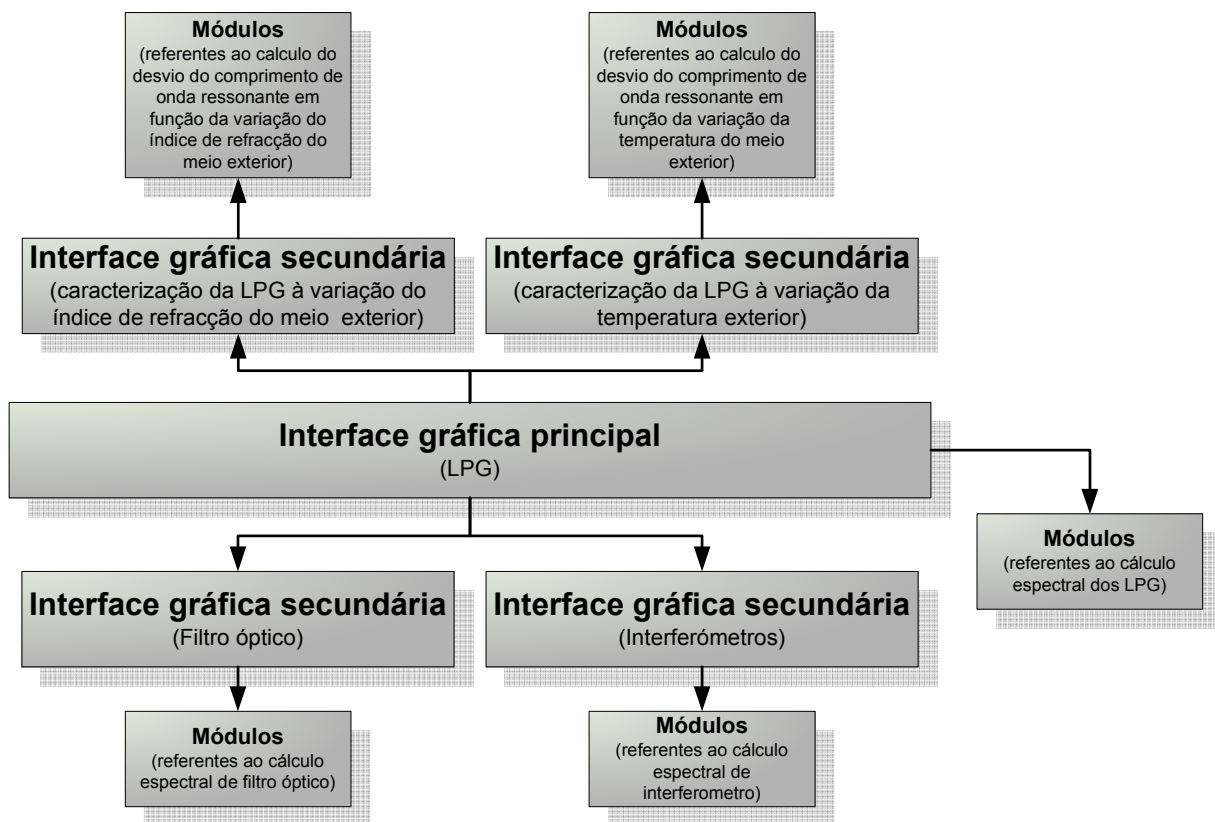 Módulos
(referentes ao calculo do
desvio do comprimento de
onda ressonante em
função da variação do
índice de refracção do
meio exterior)
Módulos
(referentes ao calculo do
desvio do comprimento de
onda ressonante em
função da variação da
temperatura do meio
exterior)
Interface gráfica secundária
(caracterização da LPG à variação do
índice de refracção do meio exterior)
Interface gráfica secundária
(caracterização da LPG à variação da
temperatura exterior)
Interface gráfica principal
(LPG)
Módulos
(referentes ao cálculo
espectral dos LPG)
Interface gráfica secundária
(Filtro óptico)
Interface gráfica secundária
(Interferómetros)
Módulos
(referentes ao cálculo
espectral de filtro óptico)
Módulos
(referentes ao cálculo
espectral de
interferometro)